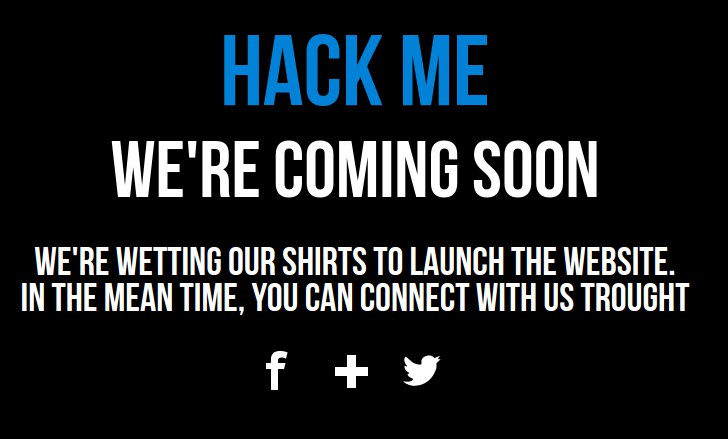 HACK ME
WE'RE COMING SOON
WE'RE WETTING OUR SHIRTS TO LAUNCH THE WEBSITE.
IN THE MEAN TIME, YOU CAN CONNECT WITH US TROUGHT